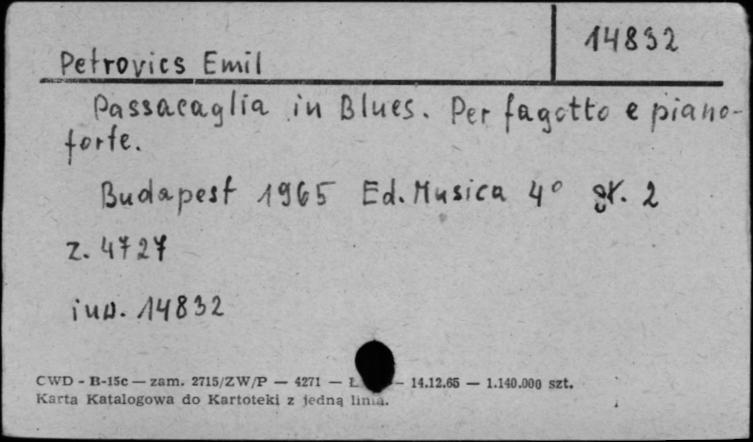 14832
Petrovics Emil
Passacaglia in Blues. Per fagotto e piano-
forte.
Budapest 1965 Ed. Musica 4° gł. 2
z. 4727
inw. 14832
CWD - B-15c — zam. 2715/ZW/P — 4271 — — 14.12.65 — 1.140.000 szt.
Karta Katalogowa do Kartoteki z jedną linią.